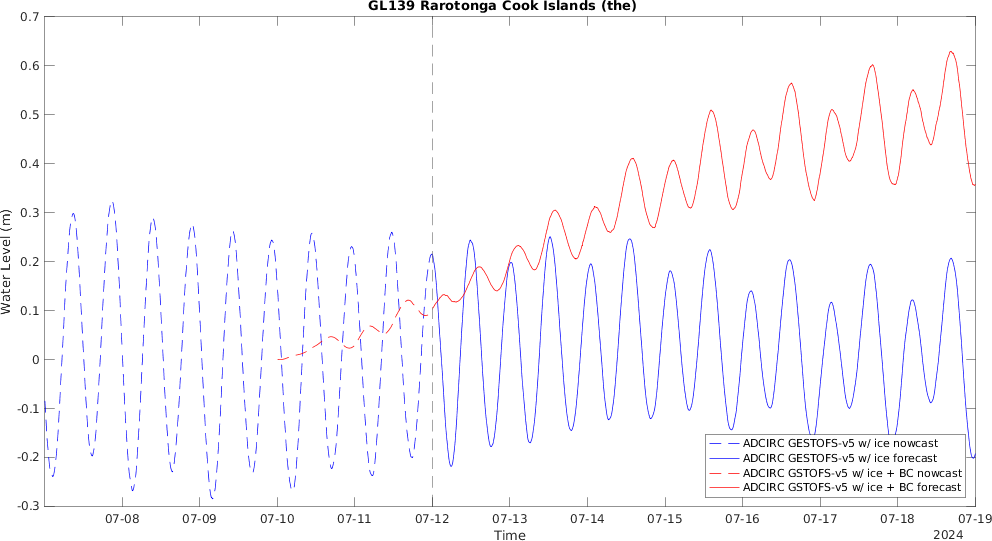 GL139 Rarotonga Cook Islands (the)
0.7
0.6
0.5
0.4
0.3
0.2
0.1
0
-0.1
-0.2
-0.3
Water Level (m)
ADCIRC GESTOFS-v5 w/ ice nowcast
ADCIRC GESTOFS-v5 w/ ice forecast
ADCIRC GSTOFS-v5 w/ ice + BC nowcast
ADCIRC GSTOFS-v5 w/ ice + BC forecast
07-08 07-09 07-10 07-11 07-12 07-13 07-14 07-15 07-16 07-17 07-18 07-19
Time
2024